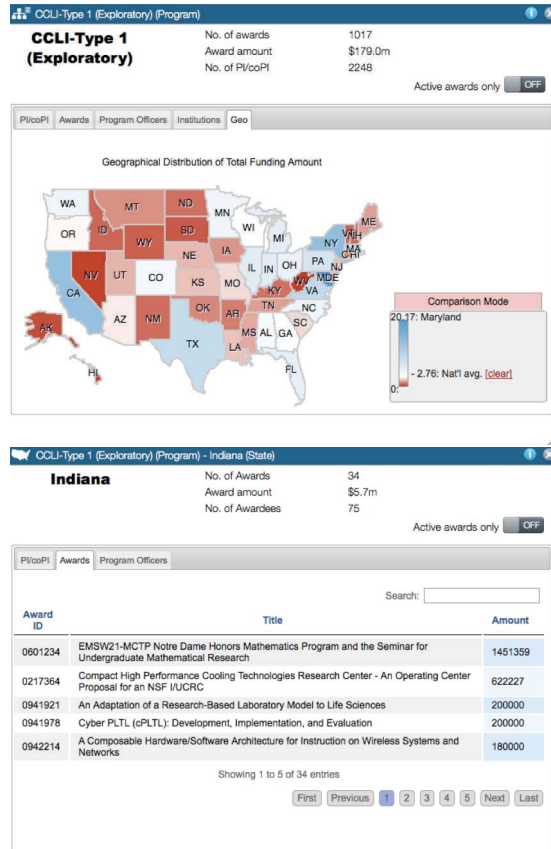 CCLI-Type 1 (Exploratory) (Program)
CCLI-Type 1
(Exploratory)
No. of awards 1017
Award amount $179.0m
No. of PI/coPI 2248
Active awards only OFF
PI/coPI Awards Program Officers Institutions Geo
Geographical Distribution of Total Funding Amount
WA
MT
ND
MN
OR
ID
SD
WI
MI
NY
ME
WY
IA
NE
PA
NJ
NV
UT
CO
IL
IN
OH
CA
KS
MO
KY
WV
VA
MDE
AZ
NM
OK
AR
TN
NC
SC
TX
MS
AL
GA
LA
FL
AK
HI
MA
Comparison Mode
20.17: Maryland
- 2.76: Nat'l avg. [clear]
0:
CCLI-Type 1 (Exploratory) (Program) - Indiana (State)
Indiana
No. of Awards 34
Award amount $5.7m
No. of Awardees 75
Active awards only OFF
PI/coPI Awards Program Officers
Search:
Award ID Title Amount
0601234 EMSW21-MCTP Notre Dame Honors Mathematics Program and the Seminar for
Undergraduate Mathematical Research 1451359
0217364 Compact High Performance Cooling Technologies Research Center - An Operating Center
Proposal for an NSF I/UCRC 622227
0941921 An Adaptation of a Research-Based Laboratory Model to Life Sciences 200000
0941978 Cyber PLTL (cPLTL): Development, Implementation, and Evaluation 200000
0942214 A Composable Hardware/Software Architecture for Instruction on Wireless Systems and
Networks 180000
Showing 1 to 5 of 34 entries
First Previous 1 2 3 4 5 Next Last